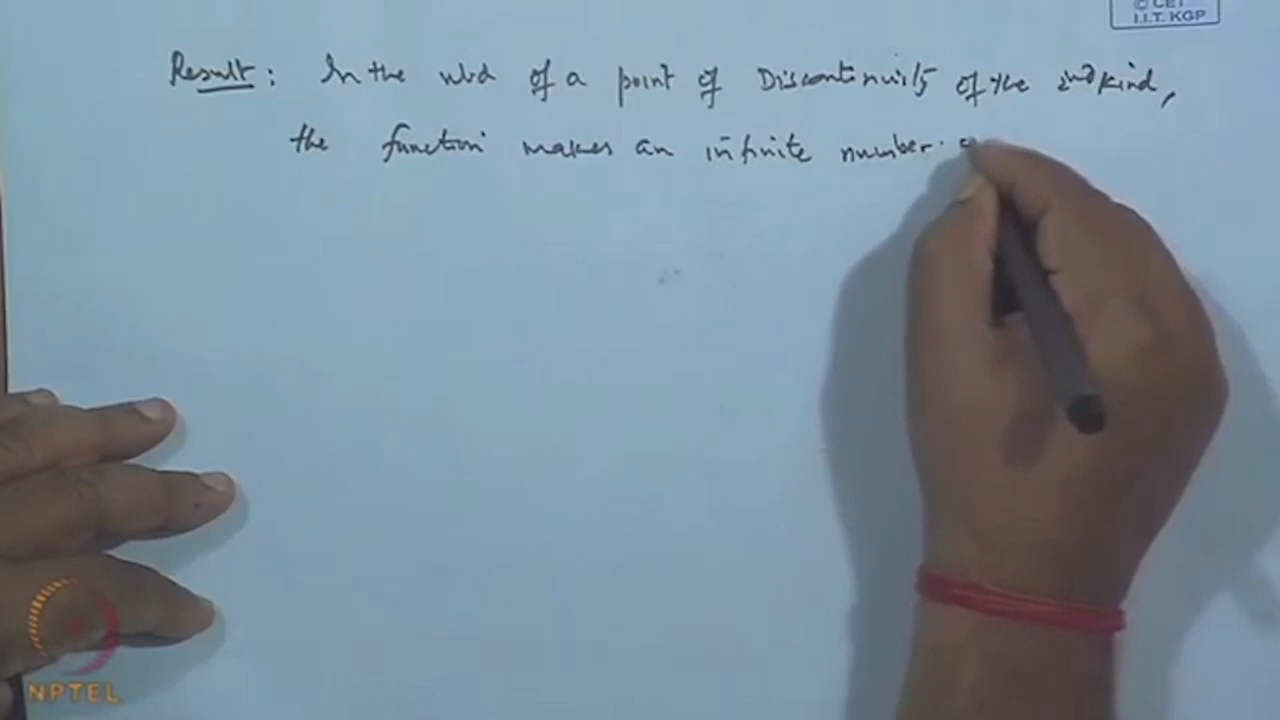 © CET
I.I.T. KGP
Result: In the nbd of a point of Discontinuity of the 2nd kind,
the function makes an infinite number
NPTEL